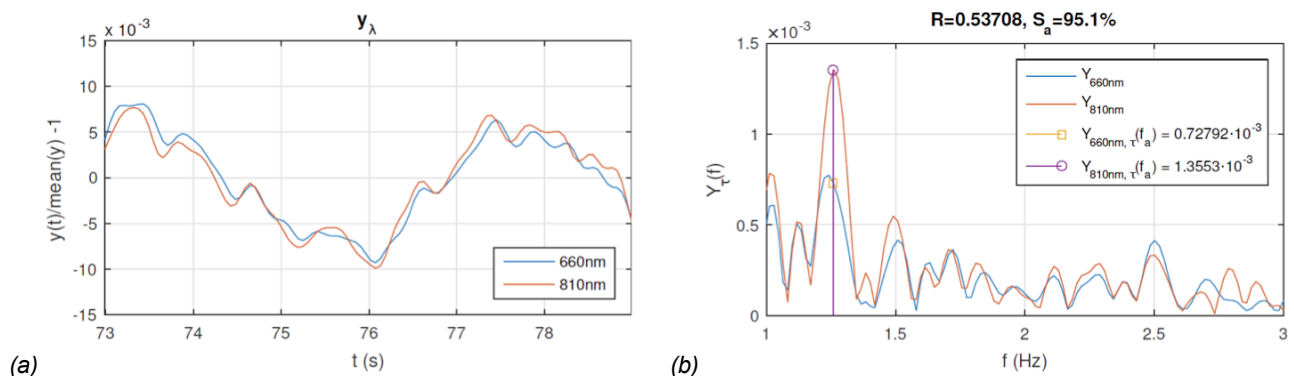 y_λ
× 10⁻³
15
10
5
0
-5
-10
-15
73 74 75 76 77 78
y(t)/mean(y) -1
t (s)
660nm
810nm
(a)
R=0.53708, S_a=95.1%
×10⁻³
1.5
1
0.5
0
1 1.5 2 2.5 3
Y_τ(f)
f (Hz)
Y_660nm
Y_810nm
Y_660nm, τ(f_a) = 0.72792·10⁻³
Y_810nm, τ(f_a) = 1.3553·10⁻³
(b)